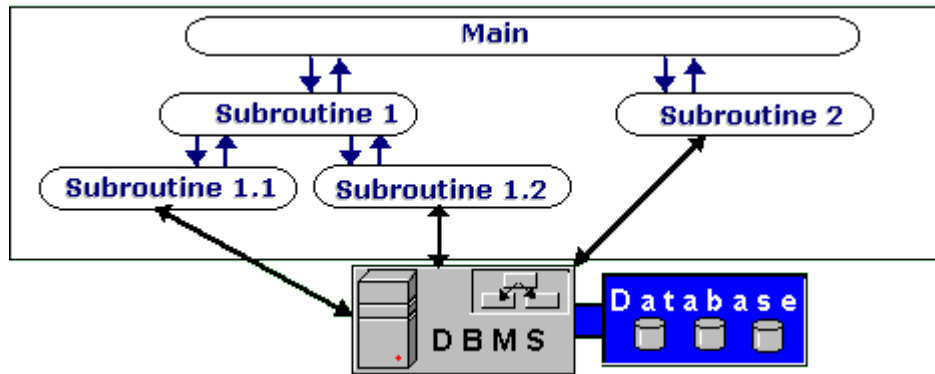 Main
Subroutine 1
Subroutine 2
Subroutine 1.1
Subroutine 1.2
DBMS
Database